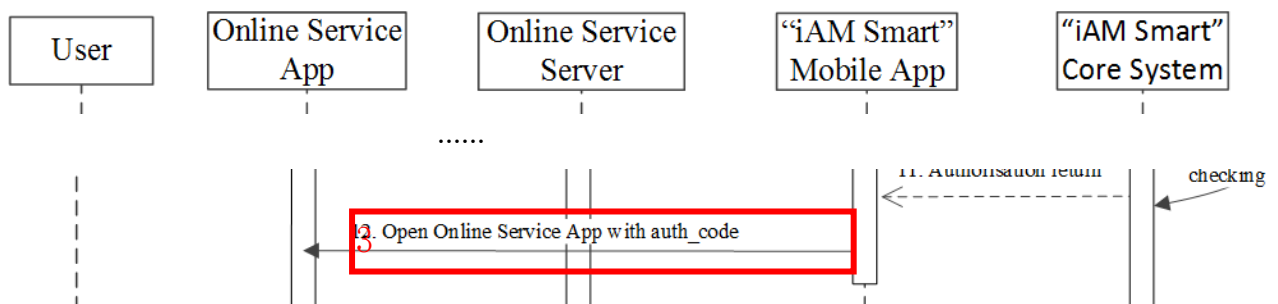 User
Online Service
App
Online Service
Server
“iAM Smart”
Mobile App
“iAM Smart”
Core System
......
11. Authorisation return
checking
12. Open Online Service App with auth_code
3